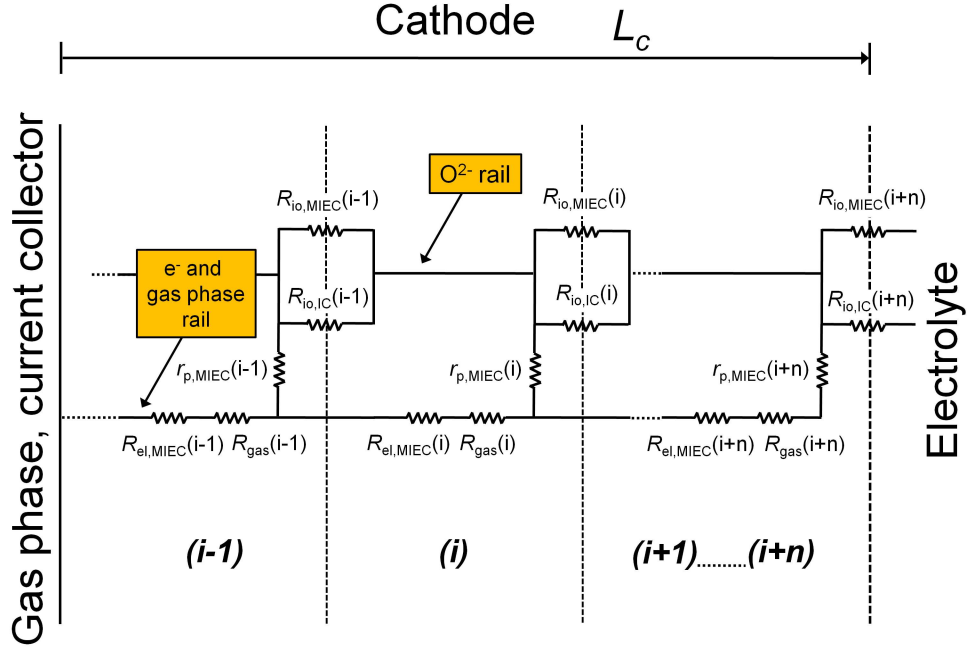 Cathode
L_c
Gas phase, current collector
Electrolyte
O²⁻ rail
e⁻ and
gas phase
rail
R_io,MIEC(i-1)
R_io,MIEC(i)
R_io,MIEC(i+n)
R_io,IC(i-1)
R_io,IC(i)
R_io,IC(i+n)
r_p,MIEC(i-1)
r_p,MIEC(i)
r_p,MIEC(i+n)
R_el,MIEC(i-1) R_gas(i-1)
R_el,MIEC(i) R_gas(i)
R_el,MIEC(i+n) R_gas(i+n)
(i-1)
(i)
(i+1)........(i+n)